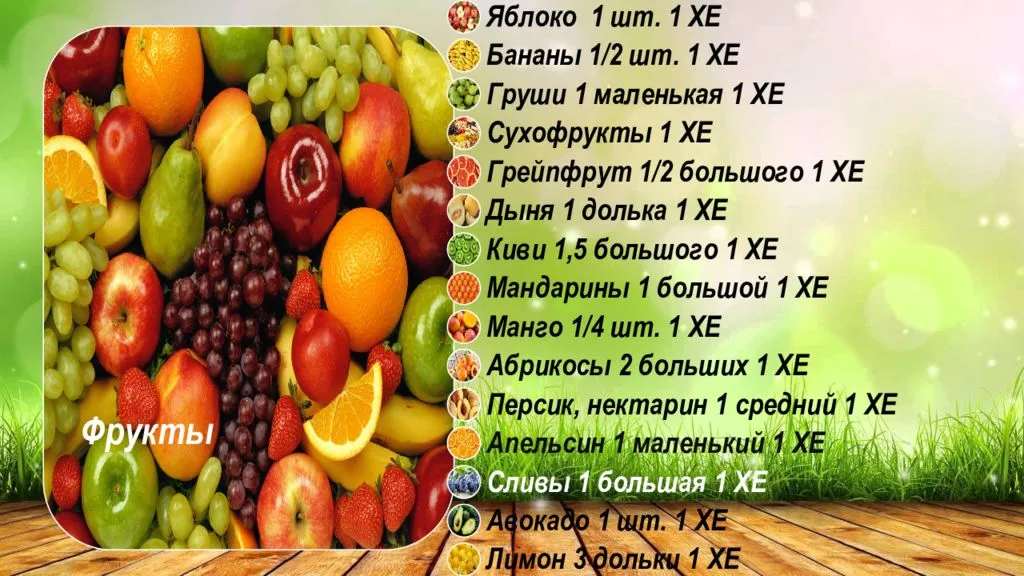 Яблоко 1 шт. 1 ХЕ
Бананы 1/2 шт. 1 ХЕ
Груши 1 маленькая 1 ХЕ
Сухофрукты 1 ХЕ
Грейпфрут 1/2 большого 1 ХЕ
Дыня 1 долька 1 ХЕ
Киви 1,5 большого 1 ХЕ
Мандарины 1 большой 1 ХЕ
Манго 1/4 шт. 1 ХЕ
Абрикосы 2 больших 1 ХЕ
Персик, нектарин 1 средний 1 ХЕ
Апельсин 1 маленький 1 ХЕ
Сливы 1 большая 1 ХЕ
Авокадо 1 шт. 1 ХЕ
Лимон 3 дольки 1 ХЕ
Фрукты